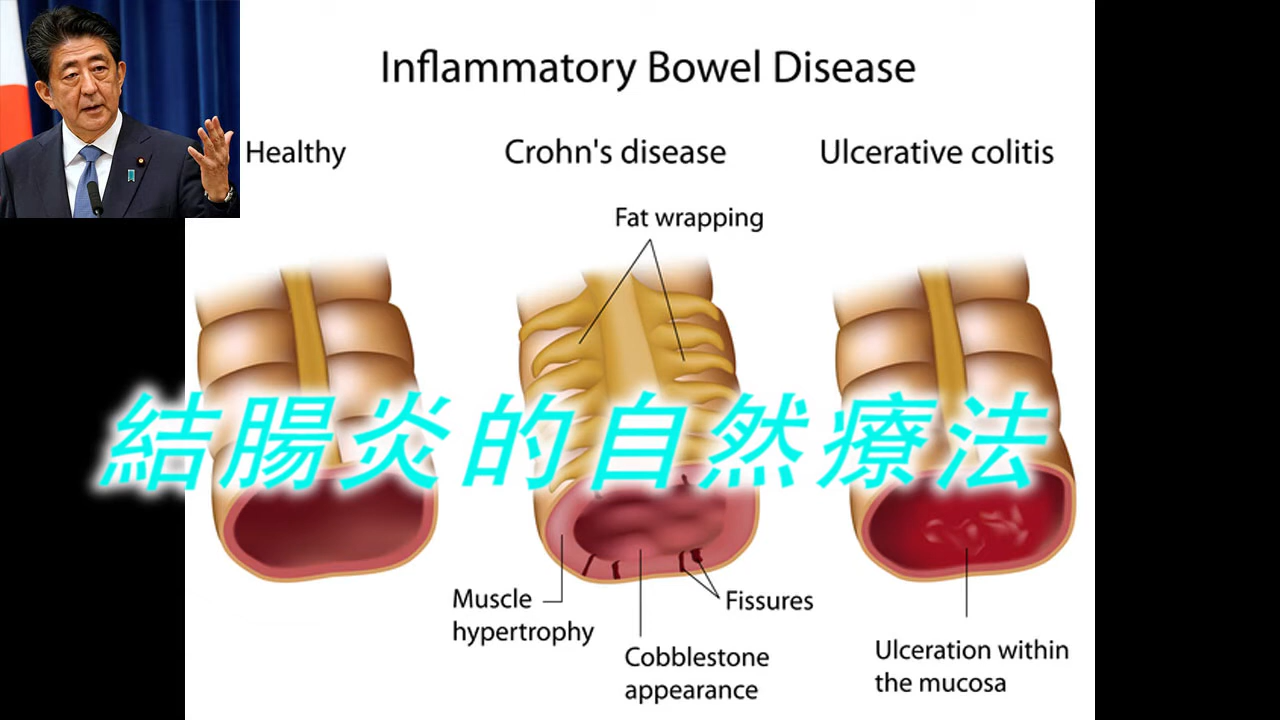 Inflammatory Bowel Disease
Healthy
Crohn's disease
Ulcerative colitis
Fat wrapping
結腸炎的自然療法
Muscle
hypertrophy
Fissures
Cobblestone
appearance
Ulceration within
the mucosa